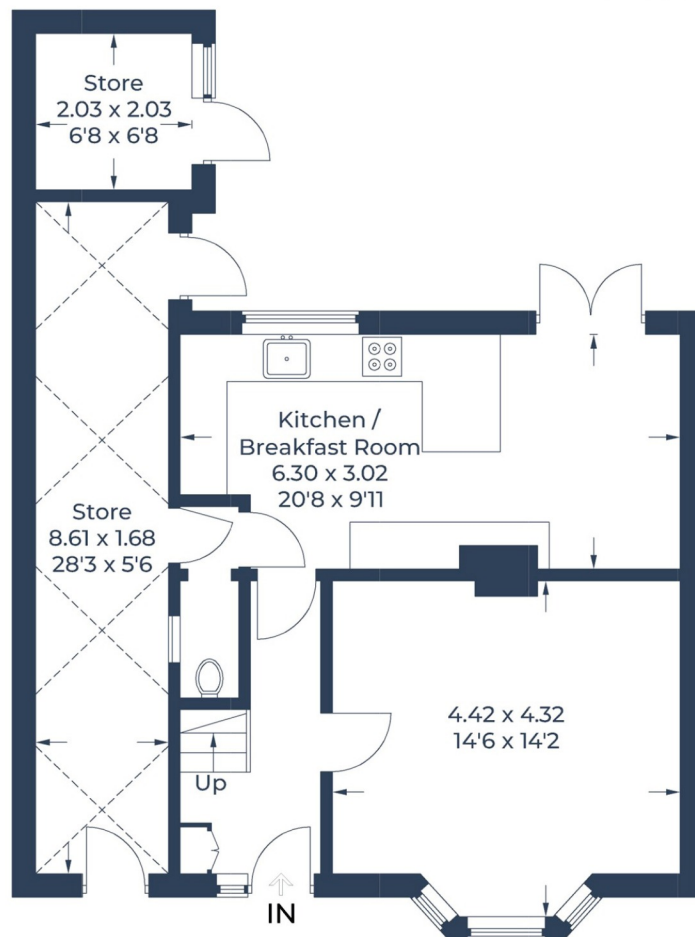 Store
2.03 x 2.03
6'8 x 6'8
Kitchen /
Breakfast Room
6.30 x 3.02
20'8 x 9'11
Store
8.61 x 1.68
28'3 x 5'6
4.42 x 4.32
14'6 x 14'2
Up
IN